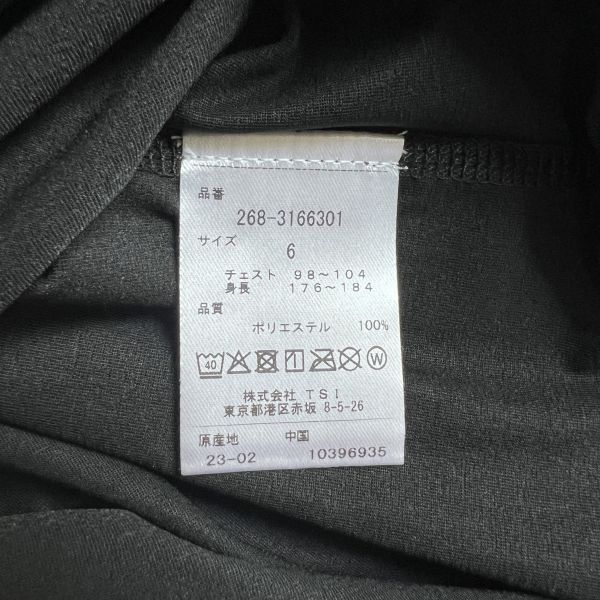 品番
268-3166301
サイズ
6
チェスト 98～104
身長 176～184
品質
ポリエステル 100%
40 W
株式会社 TSI
東京都港区赤坂 8-5-26
原産地 中国
23-02 10396935